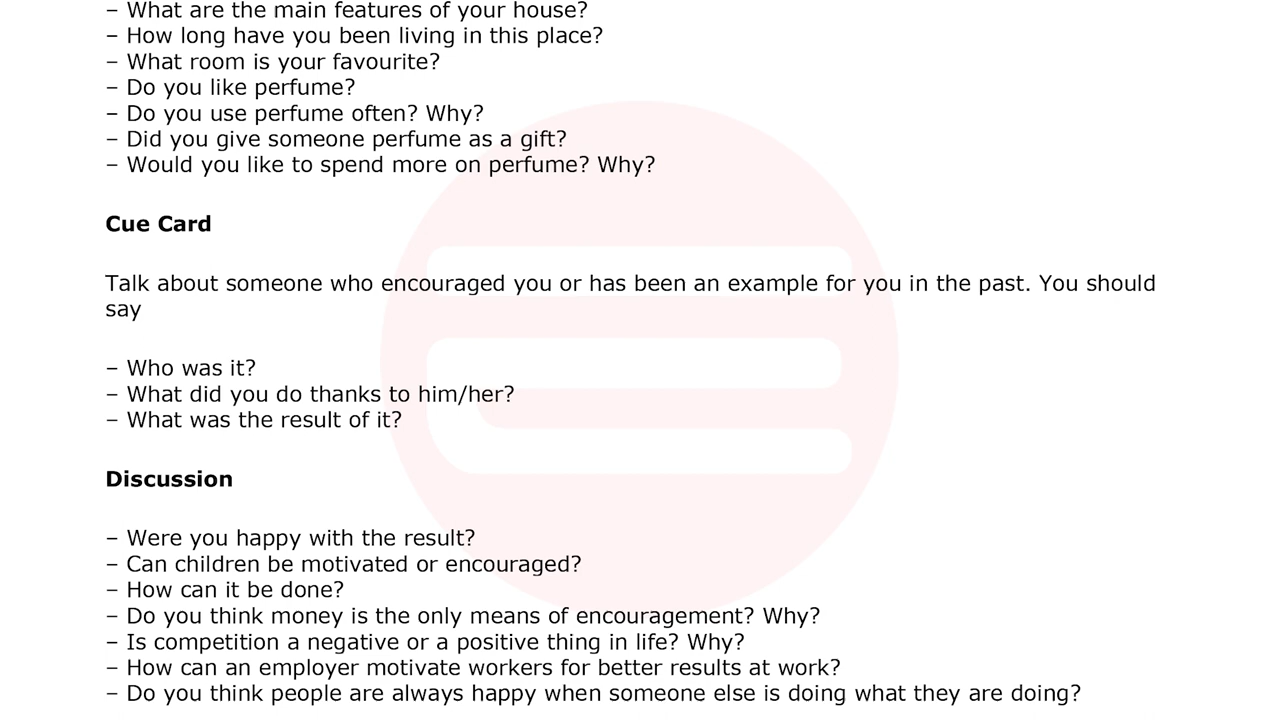 – What are the main features of your house?
– How long have you been living in this place?
– What room is your favourite?
– Do you like perfume?
– Do you use perfume often? Why?
– Did you give someone perfume as a gift?
– Would you like to spend more on perfume? Why?
Cue Card
Talk about someone who encouraged you or has been an example for you in the past. You should
say
– Who was it?
– What did you do thanks to him/her?
– What was the result of it?
Discussion
– Were you happy with the result?
– Can children be motivated or encouraged?
– How can it be done?
– Do you think money is the only means of encouragement? Why?
– Is competition a negative or a positive thing in life? Why?
– How can an employer motivate workers for better results at work?
– Do you think people are always happy when someone else is doing what they are doing?